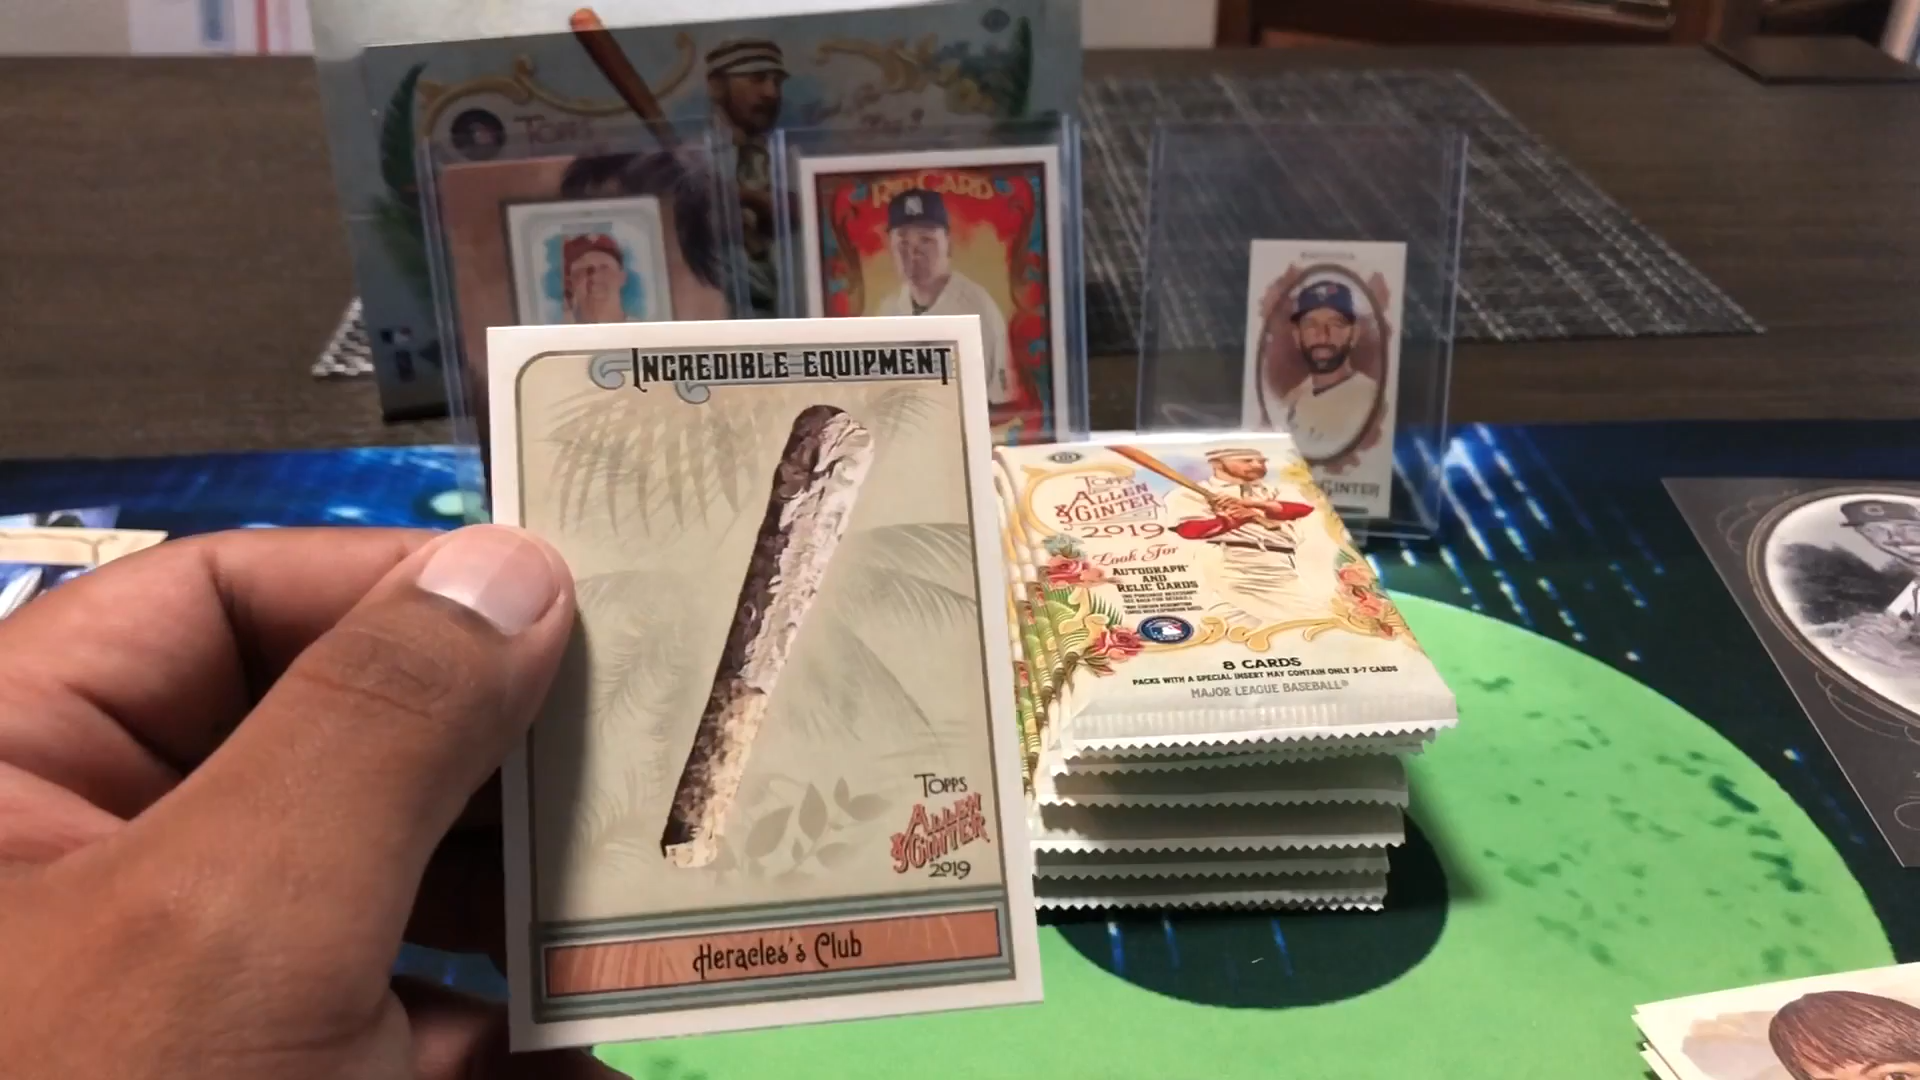 TOPPS
RIP CARD
INCREDIBLE EQUIPMENT
TOPPS
ALLEN
& GINTER
2019
Heracles's Club
TOPPS
ALLEN
& GINTER
2019
Look For
AUTOGRAPH
AND
RELIC CARDS
8 CARDS
PACKS WITH A SPECIAL INSERT MAY CONTAIN ONLY 3-7 CARDS
MAJOR LEAGUE BASEBALL®
GINTER